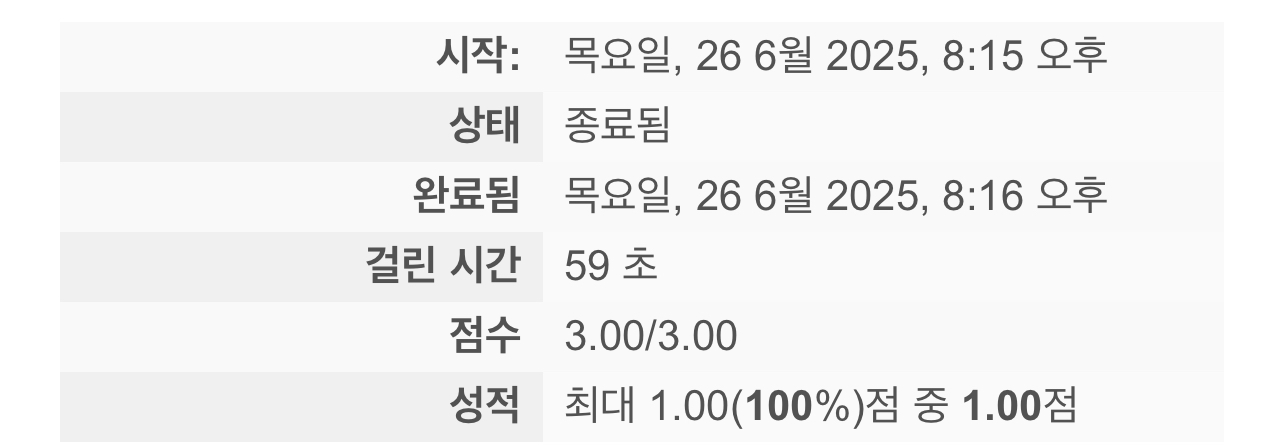 시작: 목요일, 26 6월 2025, 8:15 오후
상태 종료됨
완료됨 목요일, 26 6월 2025, 8:16 오후
걸린 시간 59 초
점수 3.00/3.00
성적 최대 1.00(100%)점 중 1.00점